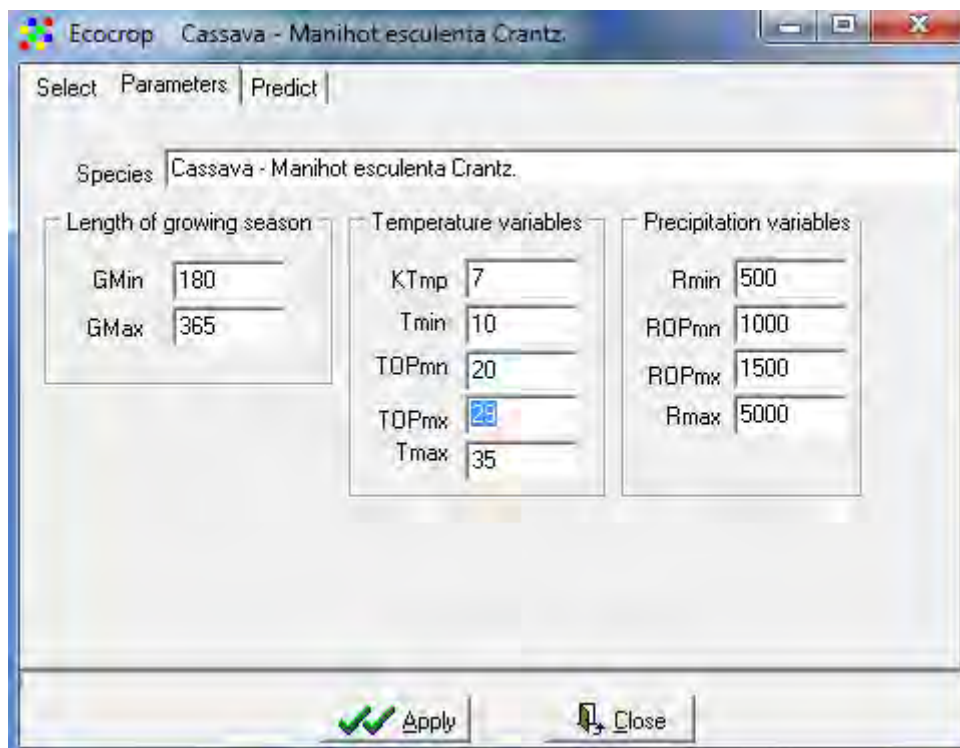 Ecocrop Cassava - Manihot esculenta Crantz.
Select Parameters Predict
Species Cassava - Manihot esculenta Crantz.
Length of growing season
GMin 180
GMax 365
Temperature variables
KTmp 7
Tmin 10
TOPmn 20
TOPmx 29
Tmax 35
Precipitation variables
Rmin 500
ROPmn 1000
ROPmx 1500
Rmax 5000
Apply Close